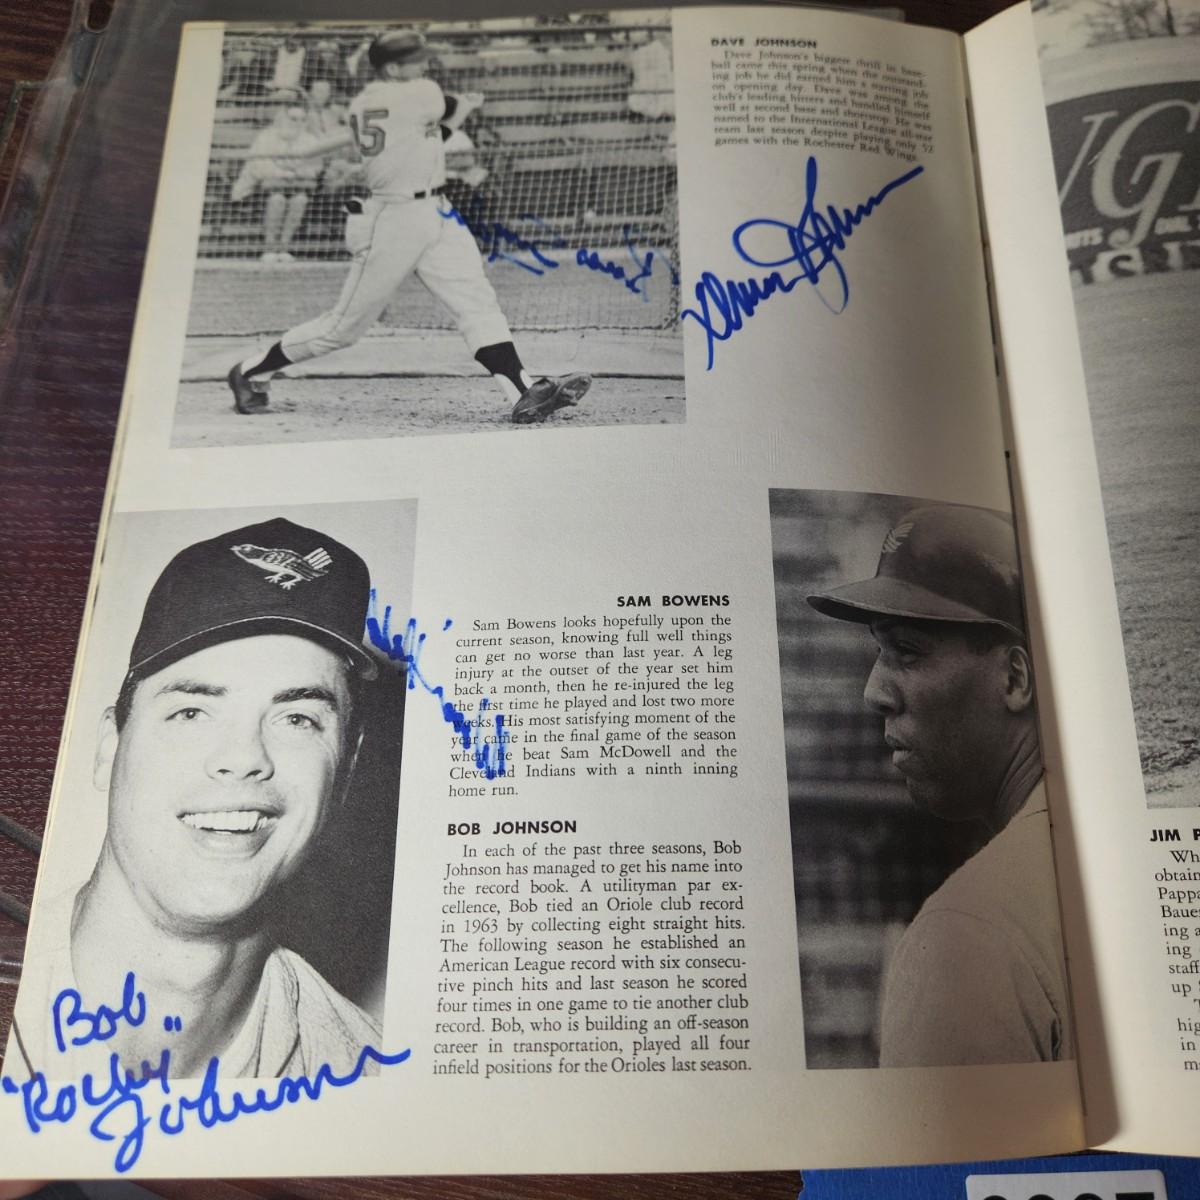 15
DAVE JOHNSON
Dave Johnson's biggest thrill in base-
ball came this spring when the outstand-
ing job he did earned him a starting job
on opening day. Dave was among the
club's leading hitters and handled himself
well at second base and shortstop. He was
named to the International League all-star
team last season despite playing only 52
games with the Rochester Red Wings.
SAM BOWENS
Sam Bowens looks hopefully upon the
current season, knowing full well things
can get no worse than last year. A leg
injury at the outset of the year set him
back a month, then he re-injured the leg
the first time he played and lost two more
weeks. His most satisfying moment of the
year came in the final game of the season
when he beat Sam McDowell and the
Cleveland Indians with a ninth inning
home run.
BOB JOHNSON
In each of the past three seasons, Bob
Johnson has managed to get his name into
the record book. A utilityman par ex-
cellence, Bob tied an Oriole club record
in 1963 by collecting eight straight hits.
The following season he established an
American League record with six consecu-
tive pinch hits and last season he scored
four times in one game to tie another club
record. Bob, who is building an off-season
career in transportation, played all four
infield positions for the Orioles last season.
Bob
"Rocky"
Johnson
JIM P
Wh
obtain
Pappa
Bauer
ing a
ing
staff
up
hig
in